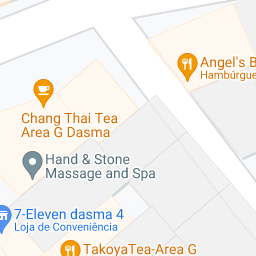 Angel's B
Hambúrgue
Chang Thai Tea
Area G Dasma
Hand & Stone
Massage and Spa
7-Eleven dasma 4
Loja de Conveniência
TakoyaTea-Area G